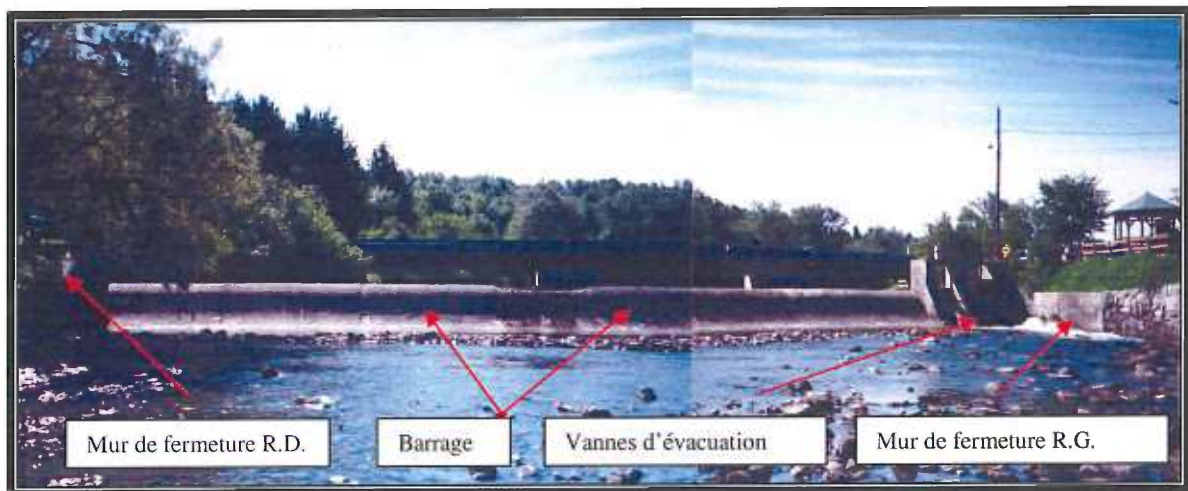 Mur de fermeture R.D.
Barrage
Vannes d'évacuation
Mur de fermeture R.G.